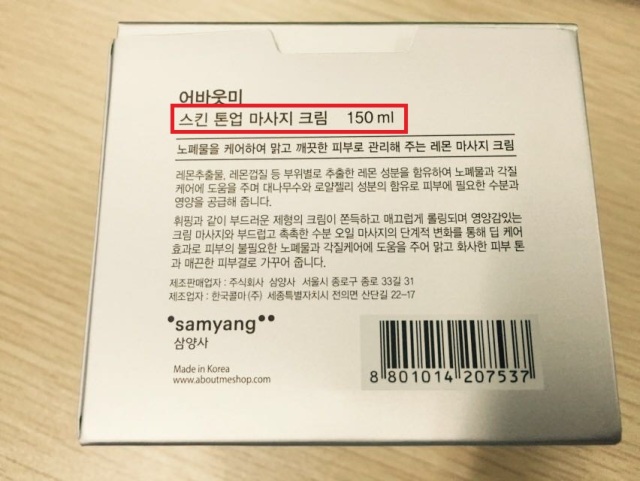 어바웃미
스킨 톤업 마사지 크림 150 ml
노폐물을 케어하여 맑고 깨끗한 피부로 관리해 주는 레몬 마사지 크림
레몬추출물, 레몬껍질 등 부위별로 추출한 레몬 성분을 함유하여 노폐물과 각질
케어에 도움을 주며 대나무수와 로얄젤리 성분의 함유로 피부에 필요한 수분과
영양을 공급해 줍니다.
휘핑과 같이 부드러운 제형의 크림이 쫀득하고 매끄럽게 롤링되며 영양감있는
크림 마사지와 부드럽고 촉촉한 수분 오일 마사지의 단계적 변화를 통해 딥 케어
효과로 피부의 불필요한 노폐물과 각질케어에 도움을 주어 맑고 화사한 피부 톤
과 매끈한 피부결로 가꾸어 줍니다.
제조판매업자 : 주식회사 삼양사 서울시 종로구 종로 33길 31
제조업자 : 한국콜마(주) 세종특별자치시 전의면 산단길 22-17
samyang
삼양사
Made in Korea
www.aboutmeshop.com
8 801014 207537